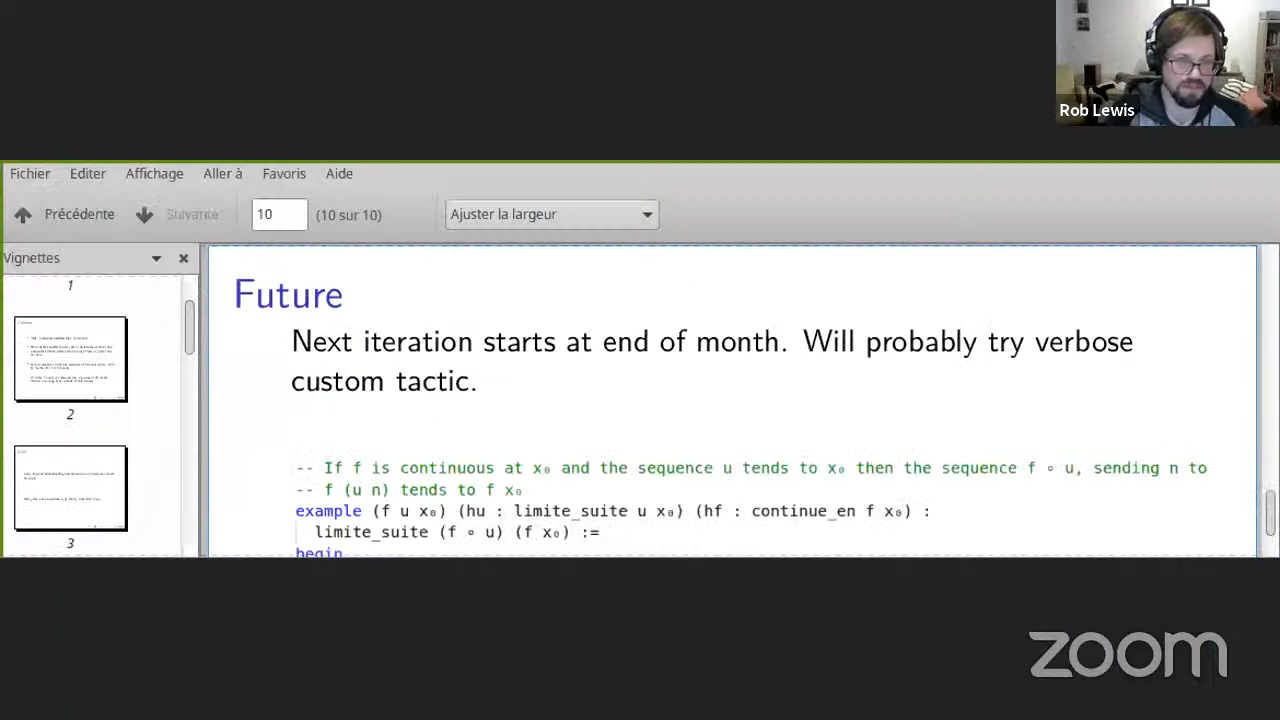 Rob Lewis
Fichier Editer Affichage Aller à Favoris Aide
Précédente Suivante 10 (10 sur 10) Ajuster la largeur
Vignettes
1
2
3
Future
Next iteration starts at end of month. Will probably try verbose
custom tactic.
-- If f is continuous at x₀ and the sequence u tends to x₀ then the sequence f ∘ u, sending n to
-- f (u n) tends to f x₀
example (f u x₀) (hu : limite_suite u x₀) (hf : continue_en f x₀) :
limite_suite (f ∘ u) (f x₀) :=
begin
zoom